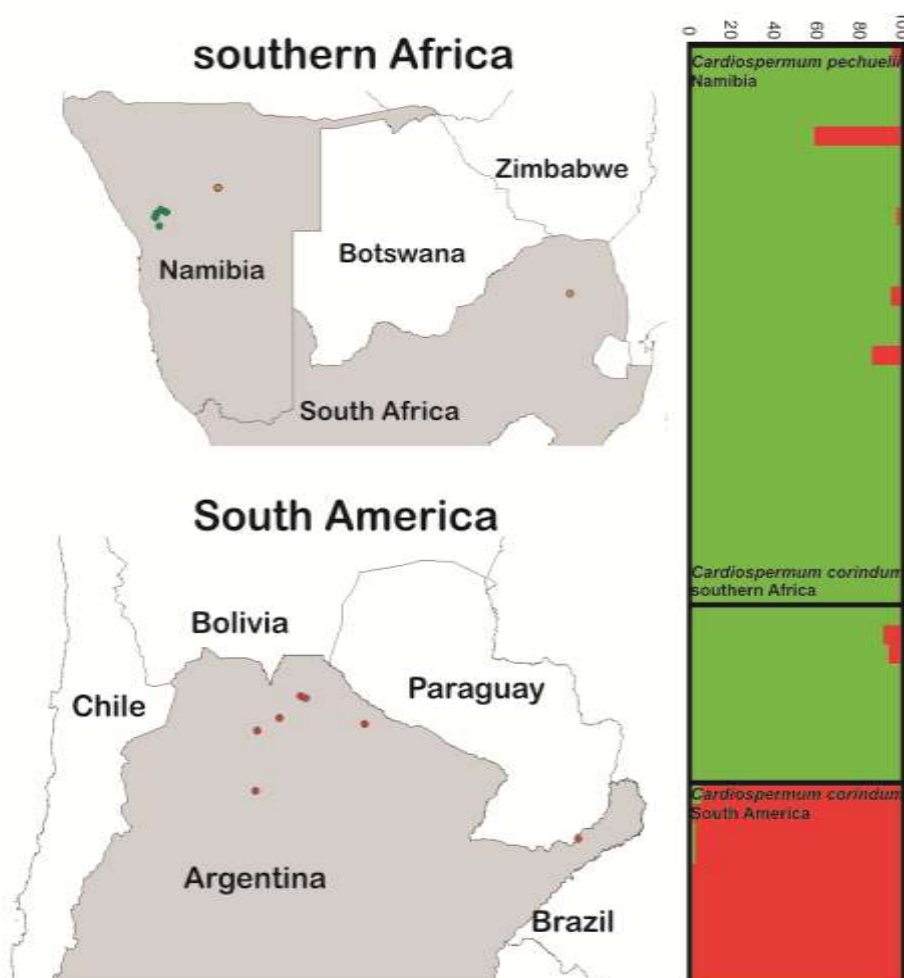 southern Africa
Zimbabwe
Botswana
Namibia
South Africa
South America
Bolivia
Paraguay
Chile
Argentina
Brazil
0 20 40 60 80 100
Cardiospermum pechuelii
Namibia
Cardiospermum corindum
southern Africa
Cardiospermum corindum
South America